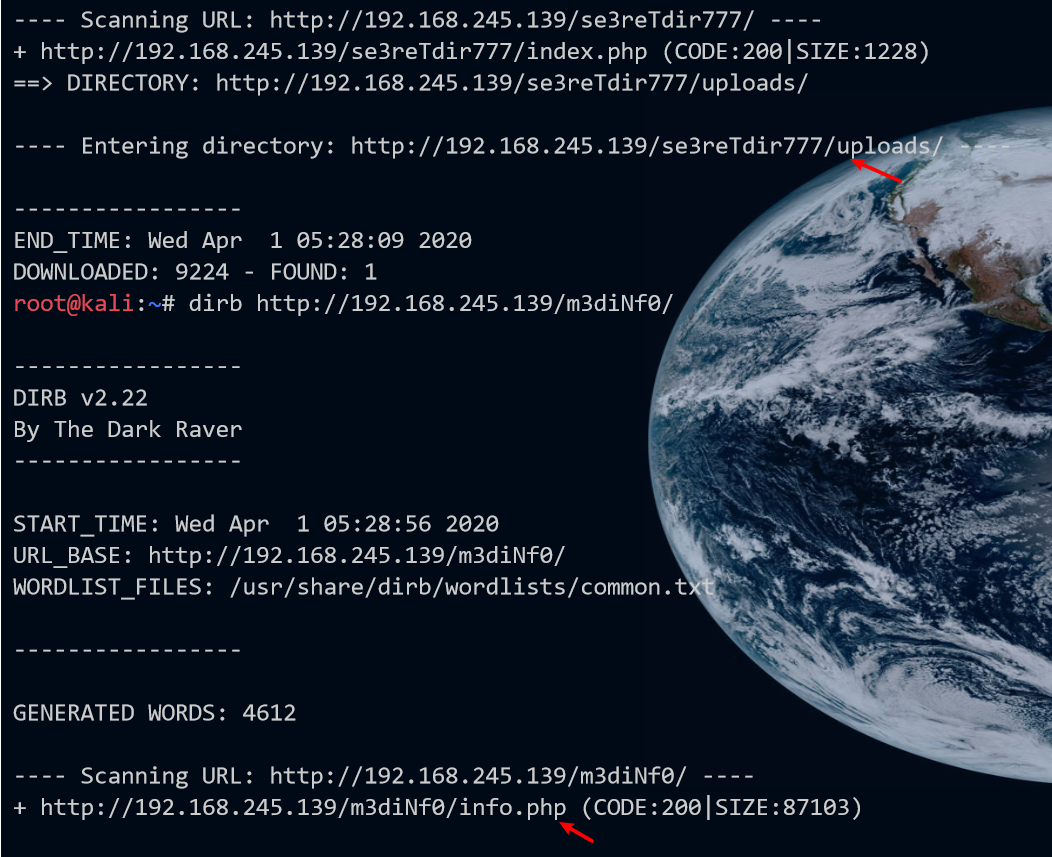 ---- Scanning URL: http://192.168.245.139/se3reTdir777/ ----
+ http://192.168.245.139/se3reTdir777/index.php (CODE:200|SIZE:1228)
==> DIRECTORY: http://192.168.245.139/se3reTdir777/uploads/
---- Entering directory: http://192.168.245.139/se3reTdir777/uploads/ ----
-----------------
END_TIME: Wed Apr  1 05:28:09 2020
DOWNLOADED: 9224 - FOUND: 1
root@kali:~# dirb http://192.168.245.139/m3diNf0/
-----------------
DIRB v2.22
By The Dark Raver
-----------------
START_TIME: Wed Apr  1 05:28:56 2020
URL_BASE: http://192.168.245.139/m3diNf0/
WORDLIST_FILES: /usr/share/dirb/wordlists/common.txt
-----------------
GENERATED WORDS: 4612
---- Scanning URL: http://192.168.245.139/m3diNf0/ ----
+ http://192.168.245.139/m3diNf0/info.php (CODE:200|SIZE:87103)